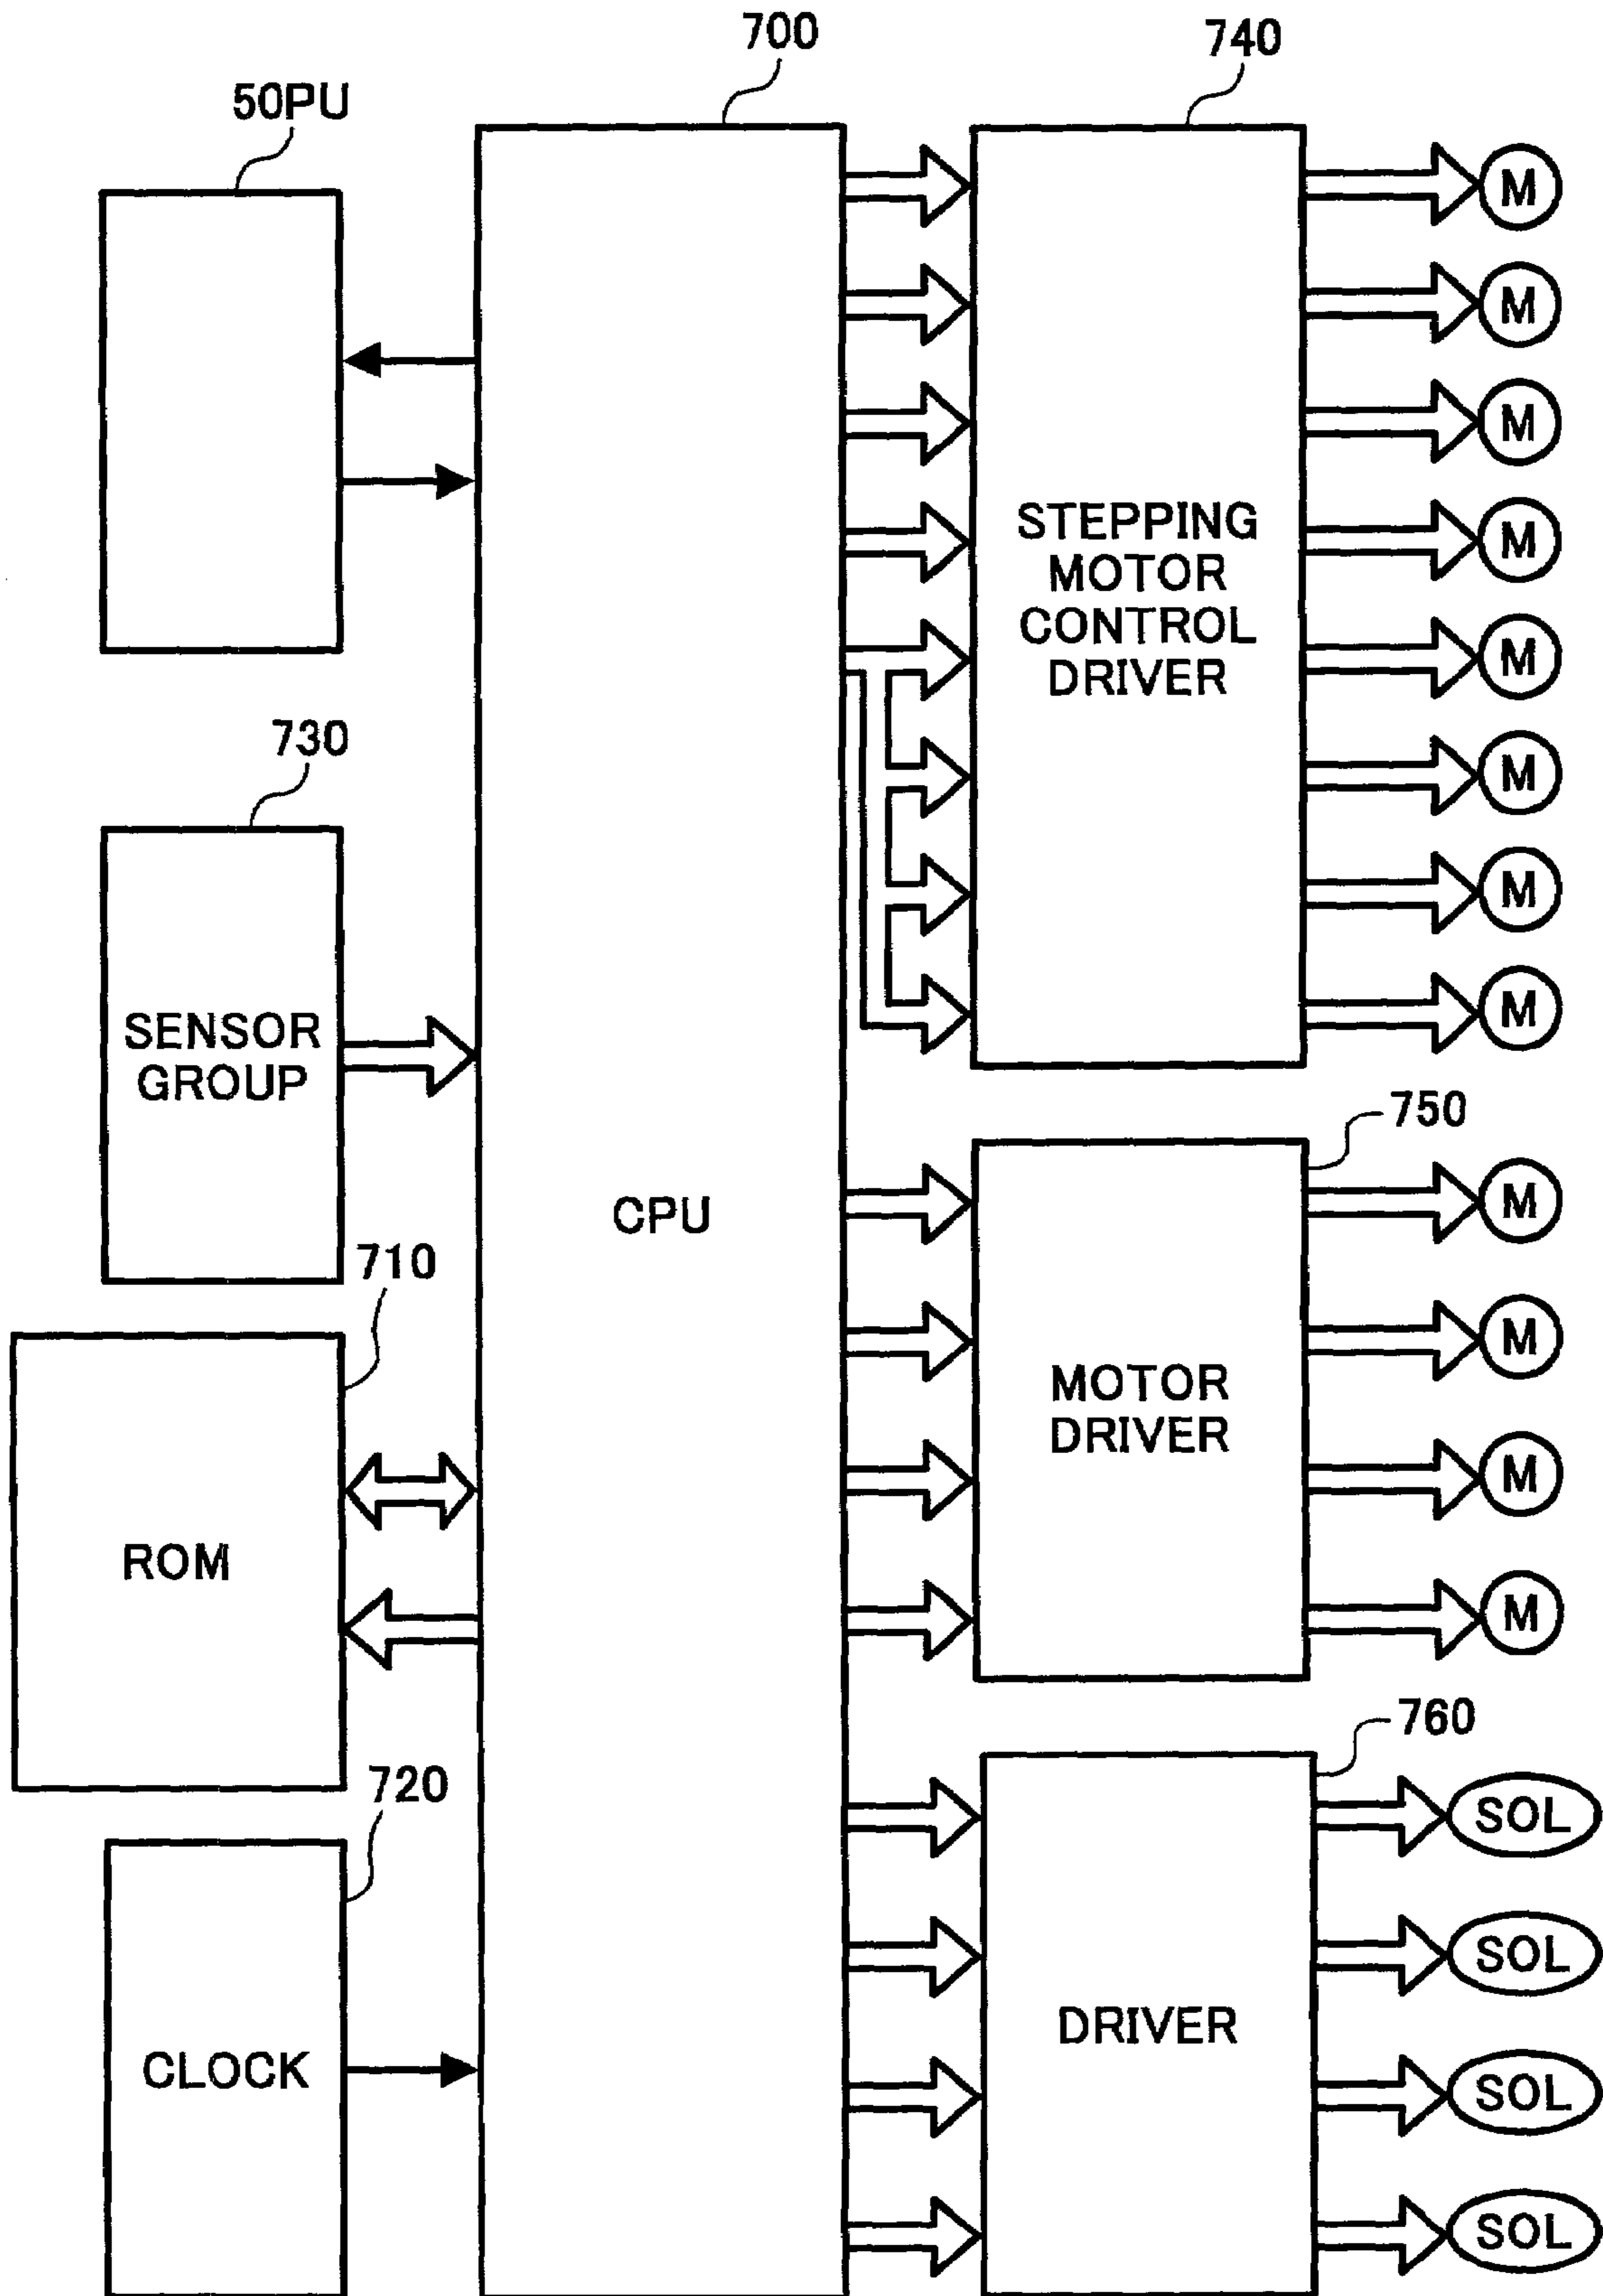 700
740
50PU
M
M
M
M
STEPPING
MOTOR
CONTROL
DRIVER
M
M
M
M
730
SENSOR
GROUP
750
CPU
M
M
MOTOR
DRIVER
M
M
710
ROM
760
720
SOL
SOL
DRIVER
SOL
SOL
CLOCK